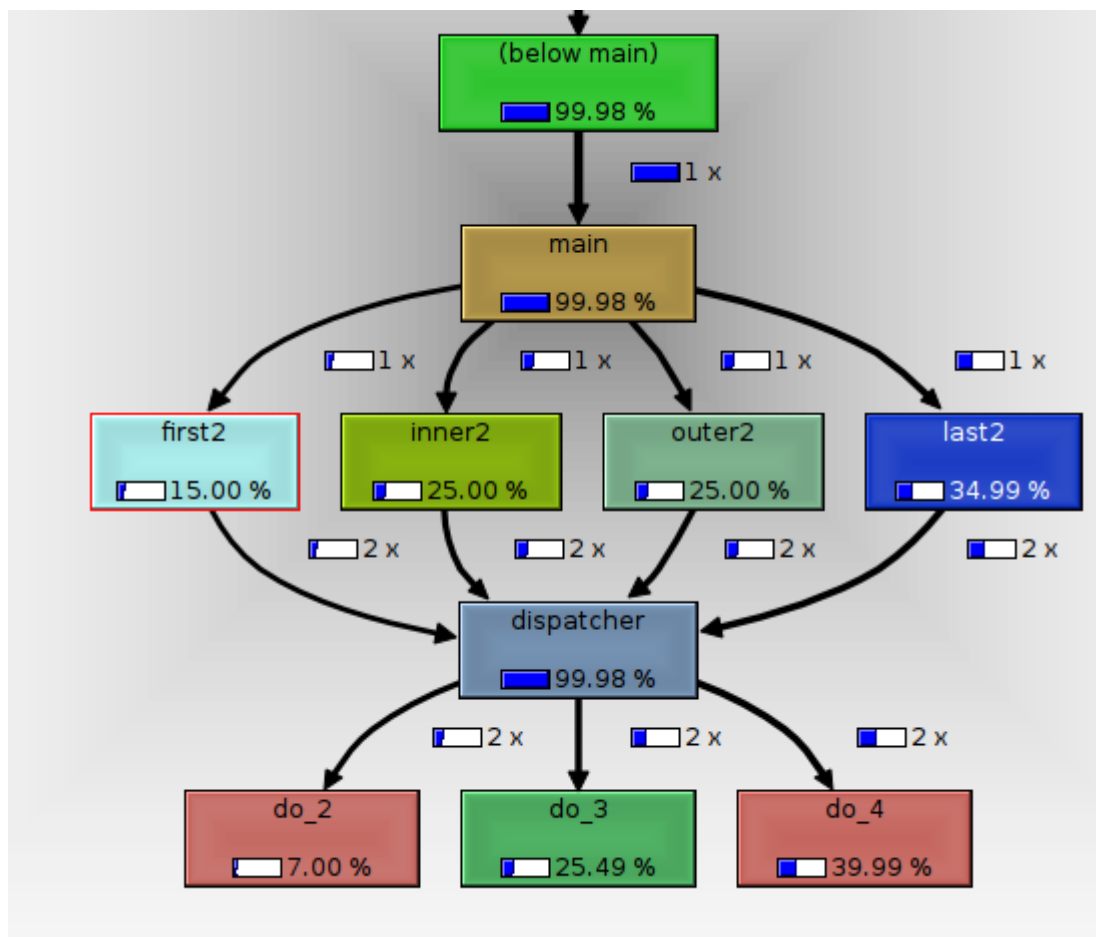 (below main)
99.98 %
1 x
main
99.98 %
1 x
1 x
1 x
1 x
first2
inner2
outer2
last2
15.00 %
25.00 %
25.00 %
34.99 %
2 x
2 x
2 x
2 x
dispatcher
99.98 %
2 x
2 x
2 x
do_2
do_3
do_4
7.00 %
25.49 %
39.99 %